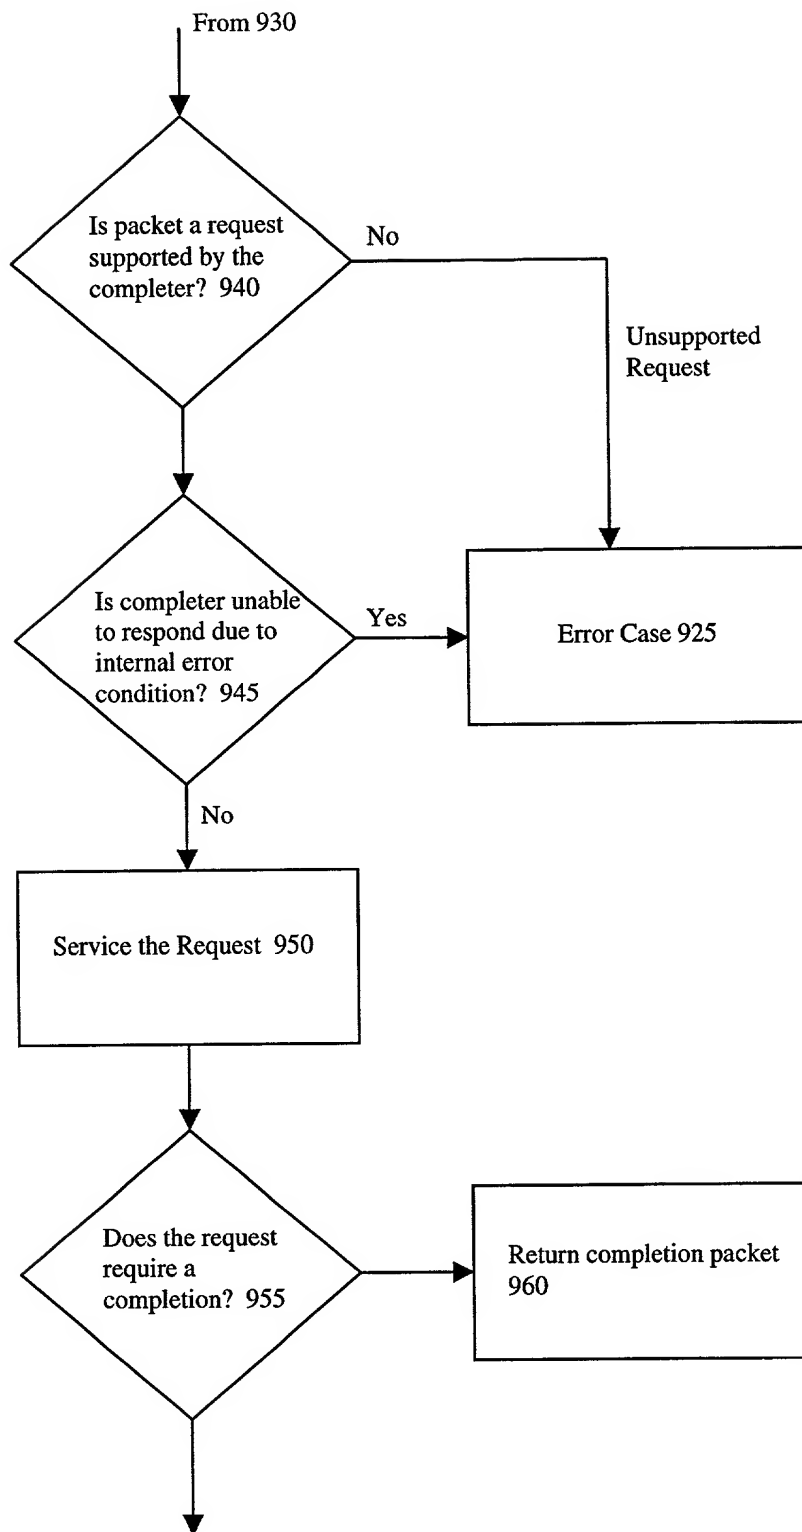 From 930
Is packet a request
supported by the
completer? 940
No
Unsupported
Request
Is completer unable
to respond due to
internal error
condition? 945
Yes
Error Case 925
No
Service the Request 950
Does the request
require a
completion? 955
Return completion packet
960